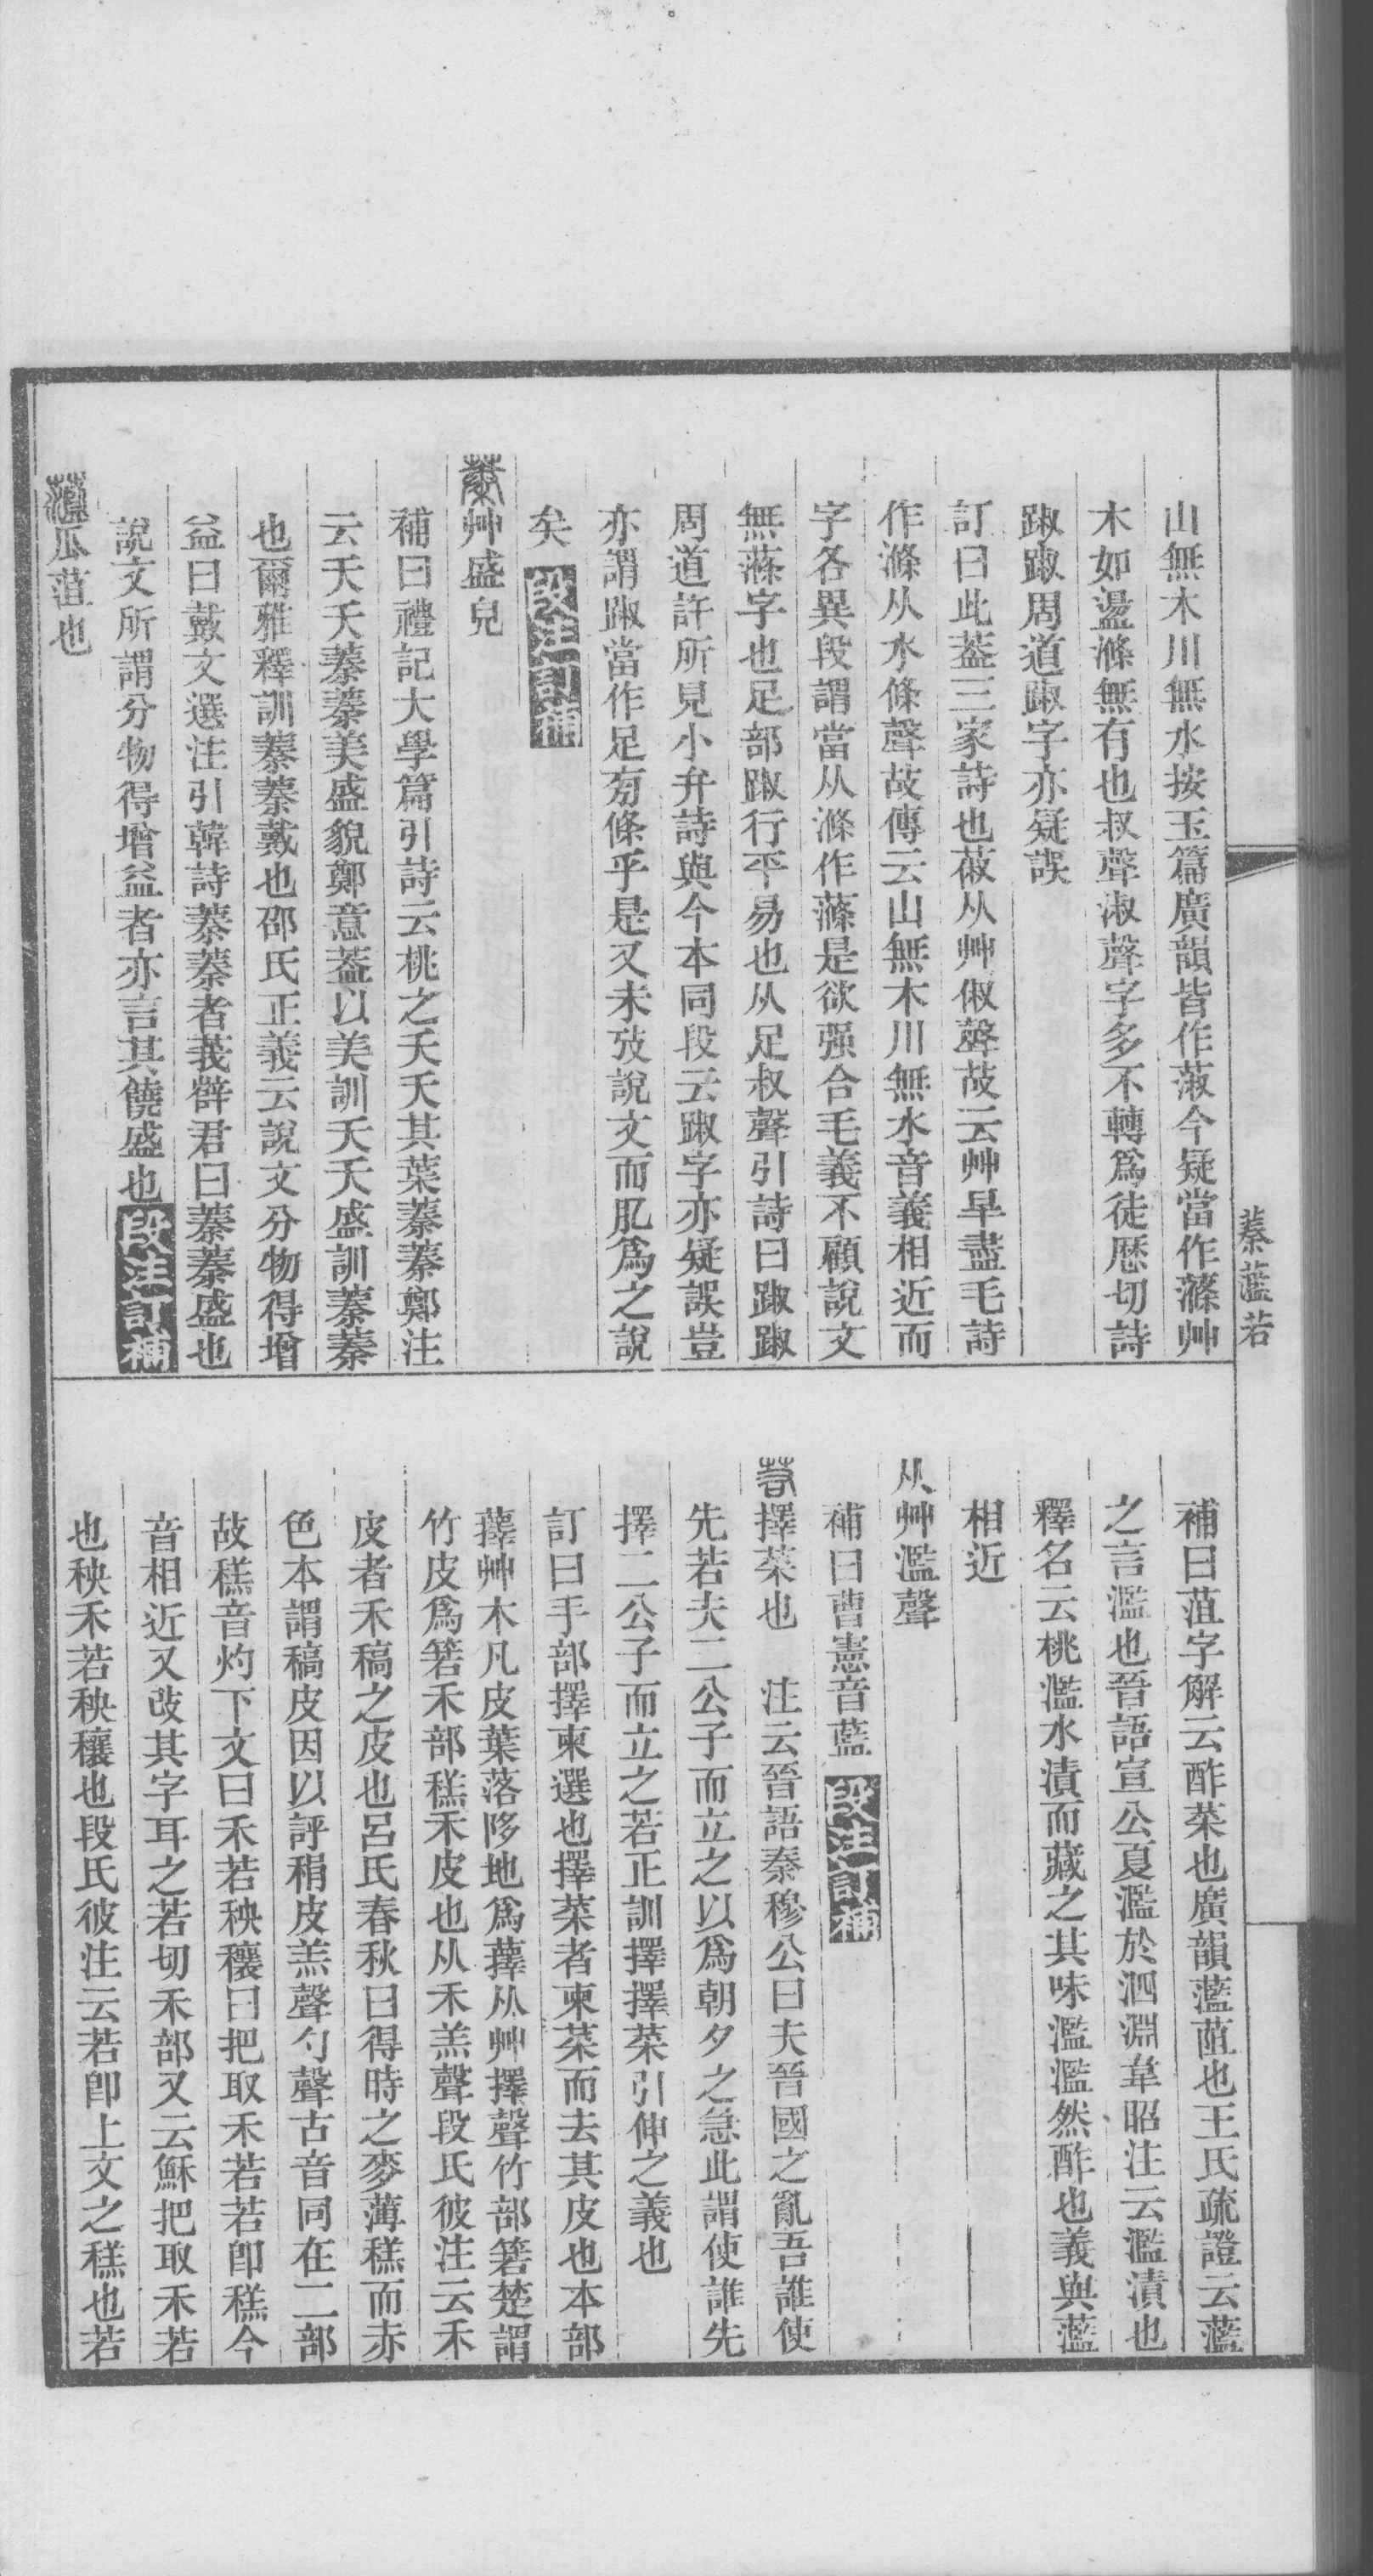 山無木川無水按玉篇廣韻皆作藗今疑當作蓧艸
木如盪滌無有也叔聲淑聲字多不轉爲徒厯切詩
踧踧周道踧字亦疑誤
訂曰此葢三家詩也菽从艸俶聲故云艸旱盡毛詩
作滌从水條聲故傳云山無木川無水音義相近而
字各異段謂當从滌作蓧是欲强合毛義不顧說文
無蓧字也足部踧行平易也从足叔聲引詩曰踧踧
周道許所見小弁詩與今本同段云踧字亦疑誤豈
亦謂踧當作足菊條乎是又未攷說文而肊爲之說
矣 段注訂補
蓁艸盛皃
補曰禮記大學篇引詩云桃之夭夭其葉蓁蓁鄭注
云夭夭蓁蓁美盛貌鄭意葢以美訓夭夭盛訓蓁蓁
也爾雅釋訓蓁蓁戴也邵氏正義云說文分物得增
益曰戴文選注引韓詩蓁蓁者莪薛君曰蓁蓁盛也
說文所謂分物得增益者亦言其饒盛也 段注訂補
蘫瓜菹也
補曰菹字解云酢菜也廣韻蘫菹也王氏疏證云蘫
之言濫也晉語宣公夏濫於泗淵韋昭注云濫漬也
釋名云桃濫水漬而藏之其味濫濫然酢也義與蘫
相近
从艸濫聲
補曰曹憲音藍 段注訂補
若擇菜也 注云晉語秦穆公曰夫晉國之亂吾誰使
先若夫二公子而立之以爲朝夕之急此謂使誰先
擇二公子而立之若正訓擇擇菜引伸之義也
訂曰手部擇柬選也擇菜者柬菜而去其皮也本部
蘀艸木凡皮葉落陊地爲蘀从艸擇聲竹部箬楚謂
竹皮爲箬禾部穛禾皮也从禾羔聲段氏彼注云禾
皮者禾稿之皮也呂氏春秋曰得時之麥薄穛而赤
色本謂稿皮因以評稍皮羔聲勺聲古音同在二部
故穛音灼下文曰禾若秧穰曰把取禾若若卽穛今
音相近又改其字耳之若切禾部又云穌把取禾若
也秧禾若秧穰也段氏彼注云若卽上文之穛也若
蓁蘫若